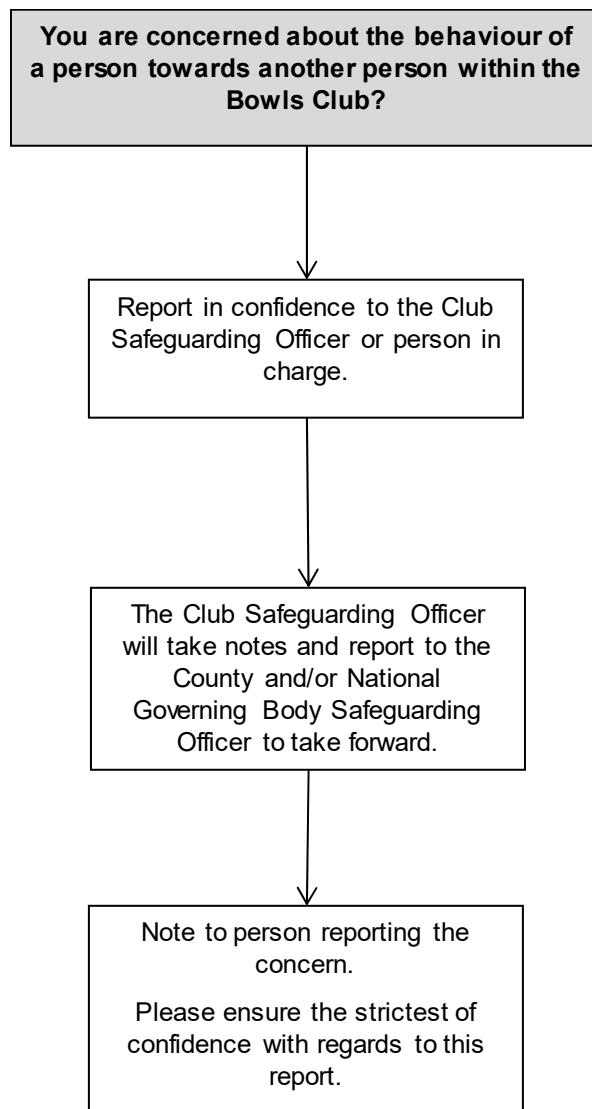 You are concerned about the behaviour of
a person towards another person within the
Bowls Club?
Report in confidence to the Club
Safeguarding Officer or person in
charge.
The Club Safeguarding Officer
will take notes and report to the
County and/or National
Governing Body Safeguarding
Officer to take forward.
Note to person reporting the
concern.
Please ensure the strictest of
confidence with regards to this
report.